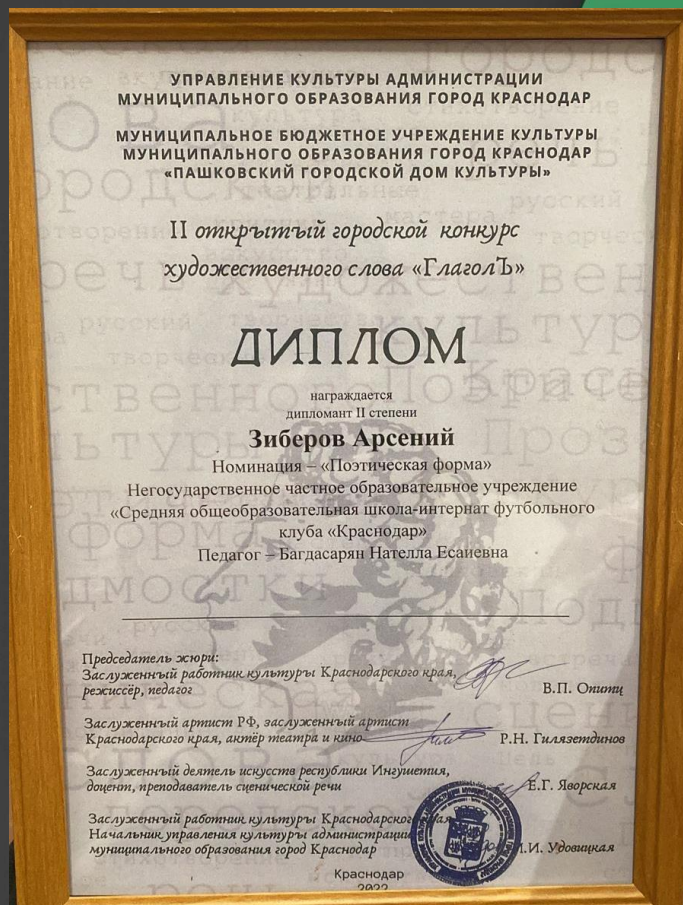 УПРАВЛЕНИЕ КУЛЬТУРЫ АДМИНИСТРАЦИИ
МУНИЦИПАЛЬНОГО ОБРАЗОВАНИЯ ГОРОД КРАСНОДАР
МУНИЦИПАЛЬНОЕ БЮДЖЕТНОЕ УЧРЕЖДЕНИЕ КУЛЬТУРЫ
МУНИЦИПАЛЬНОГО ОБРАЗОВАНИЯ ГОРОД КРАСНОДАР
«ПАШКОВСКИЙ ГОРОДСКОЙ ДОМ КУЛЬТУРЫ»
II открытый городской конкурс
художественного слова «ГлаголЪ»
ДИПЛОМ
награждается
дипломант II степени
Зиберов Арсений
Номинация – «Поэтическая форма»
Негосударственное частное образовательное учреждение
«Средняя общеобразовательная школа-интернат футбольного
клуба «Краснодар»
Педагог – Багдасарян Нателла Есаиевна
Председатель жюри:
Заслуженный работник культуры Краснодарского края,
режиссёр, педагог В.П. Опитц
Заслуженный артист РФ, заслуженный артист
Краснодарского края, актёр театра и кино Р.Н. Гилязетдинов
Заслуженный деятель искусств республики Ингушетия,
доцент, преподаватель сценической речи Е.Г. Яворская
Заслуженный работник культуры Краснодарского края
Начальник управления культуры администрации
муниципального образования город Краснодар Удовицкая
Краснодар
2022